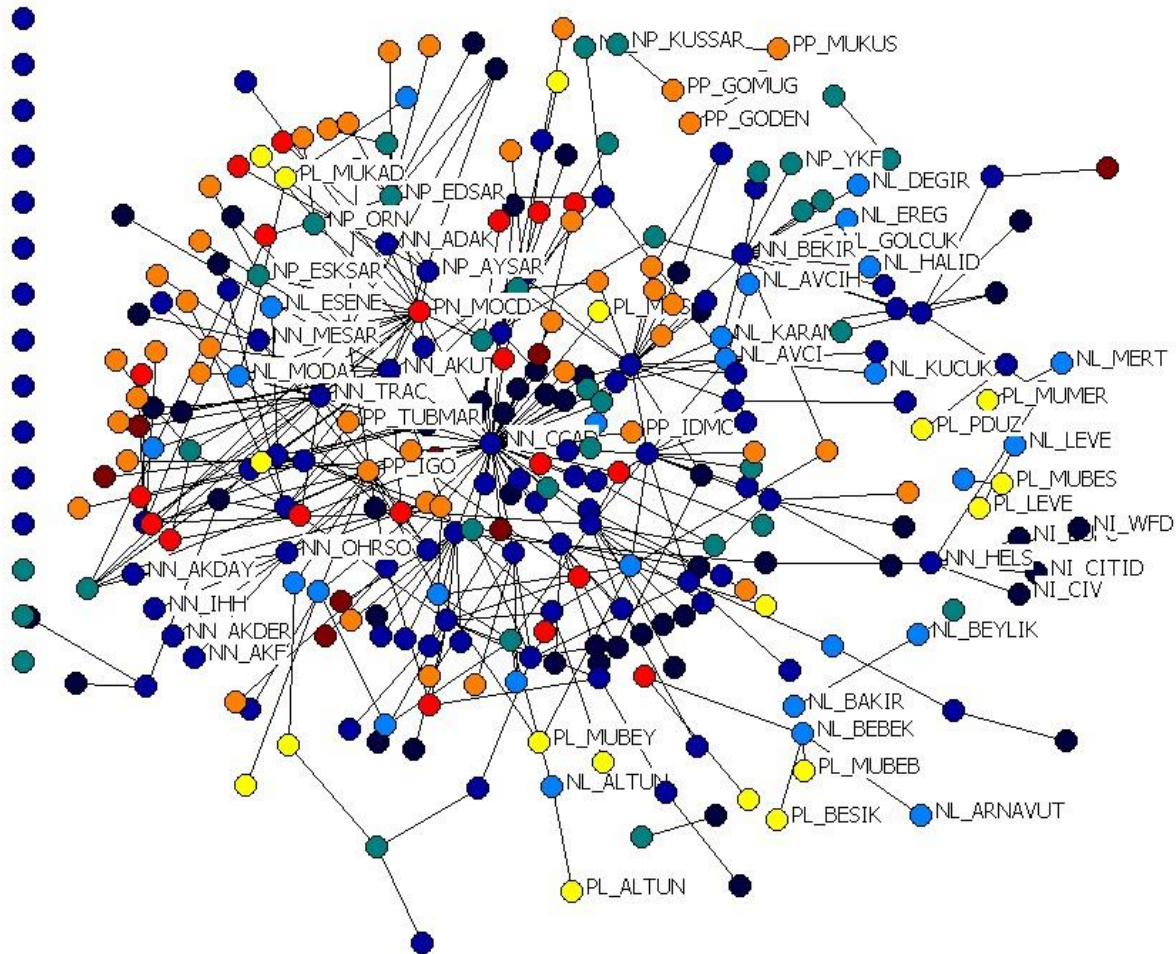 NP_KUSSAR
PP_MUKUS
PP_GOMUG
PP_GODEN
NP_YKF
PL_MUKAD
NL_DEGIR
NP_EDSAR
NL_EREG
NP_ORN
NL_GOLCUK
NN_ADAK
NN_BEKIR
NL_HALID
NP_AYSAR
NP_ESKSAR
NL_AVCIH
NL_ESENE
PN_MOCD
NN_MESAR
NL_KARAN
NL_AVCI
NN_AKUT
NL_MERT
NL_MODA
NL_KUCUK
NN_TRAC
PL_MUMER
PP_TUBMAR
PL_PDUZ
PP_IDMC
NL_LEVE
PP_IGO
PL_MUBES
PL_LEVE
NI_WFD
NN_OHRSO
NN_HELS
NN_AKDAY
NI_CITID
NI_CIV
NN_IHH
NN_AKDER
NL_BEYLIK
NN_AKF
NL_BAKIR
NL_BEBEK
PL_MUBEY
PL_MUBEB
NL_ALTUN
PL_BESIK
NL_ARNAVUT
PL_ALTUN